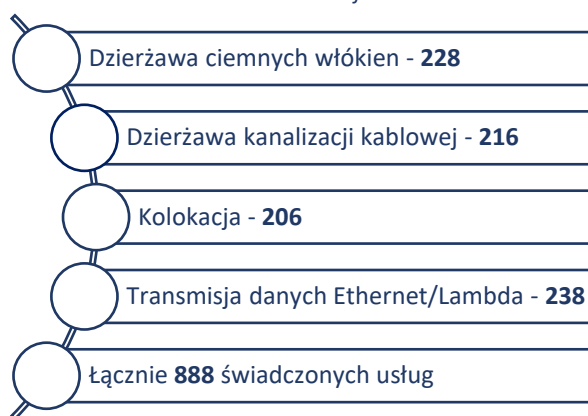 Dzierżawa ciemnych włókien - 228
Dzierżawa kanalizacji kablowej - 216
Kolokacja - 206
Transmisja danych Ethernet/Lambda - 238
Łącznie 888 świadczonych usług